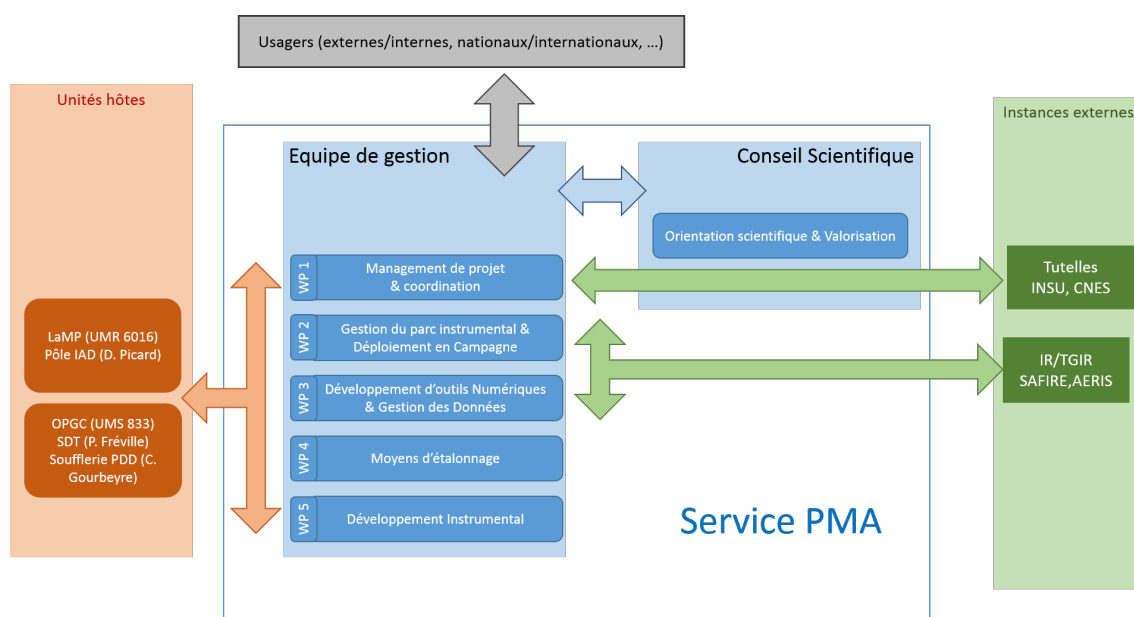 Usagers (externes/internes, nationaux/internationaux, ...)
Unités hôtes
LaMP (UMR 6016)
Pôle IAD (D. Picard)
OPGC (UMS 833)
SDT (P. Fréville)
Soufflerie PDD (C.
Gourbeyre)
Equipe de gestion
WP 1
Management de projet
& coordination
WP 2
Gestion du parc instrumental &
Déploiement en Campagne
WP 3
Développement d'outils Numériques
& Gestion des Données
WP 4
Moyens d'étalonnage
WP 5
Développement Instrumental
Conseil Scientifique
Orientation scientifique & Valorisation
Service PMA
Instances externes
Tutelles
INSU, CNES
IR/TGIR
SAFIRE,AERIS